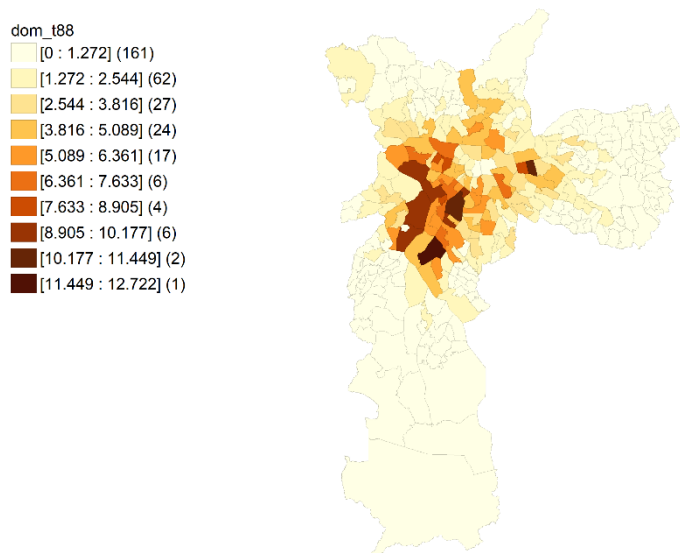 dom_t88
[0 : 1.272] (161)
[1.272 : 2.544] (62)
[2.544 : 3.816] (27)
[3.816 : 5.089] (24)
[5.089 : 6.361] (17)
[6.361 : 7.633] (6)
[7.633 : 8.905] (4)
[8.905 : 10.177] (6)
[10.177 : 11.449] (2)
[11.449 : 12.722] (1)